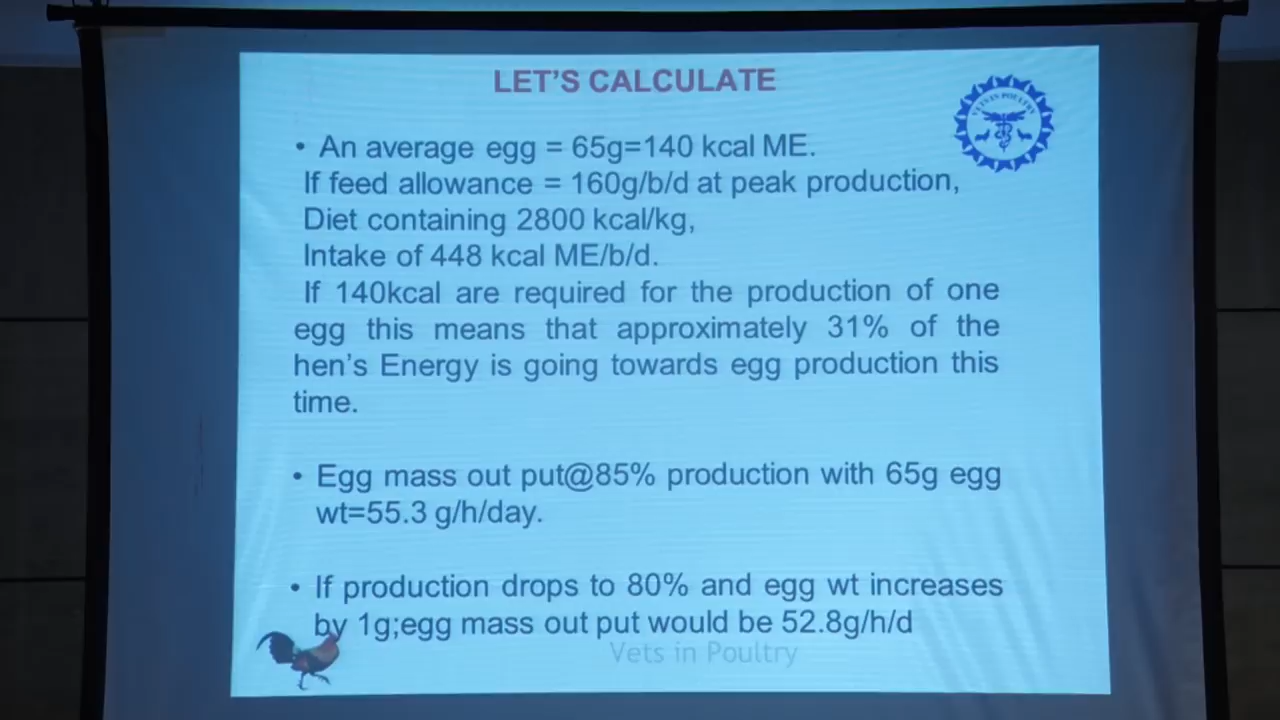 LET'S CALCULATE
VETS IN POULTRY
• An average egg = 65g=140 kcal ME.
If feed allowance = 160g/b/d at peak production,
Diet containing 2800 kcal/kg,
Intake of 448 kcal ME/b/d.
If 140kcal are required for the production of one
egg this means that approximately 31% of the
hen's Energy is going towards egg production this
time.
• Egg mass out put@85% production with 65g egg
wt=55.3 g/h/day.
• If production drops to 80% and egg wt increases
by 1g;egg mass out put would be 52.8g/h/d
Vets in Poultry